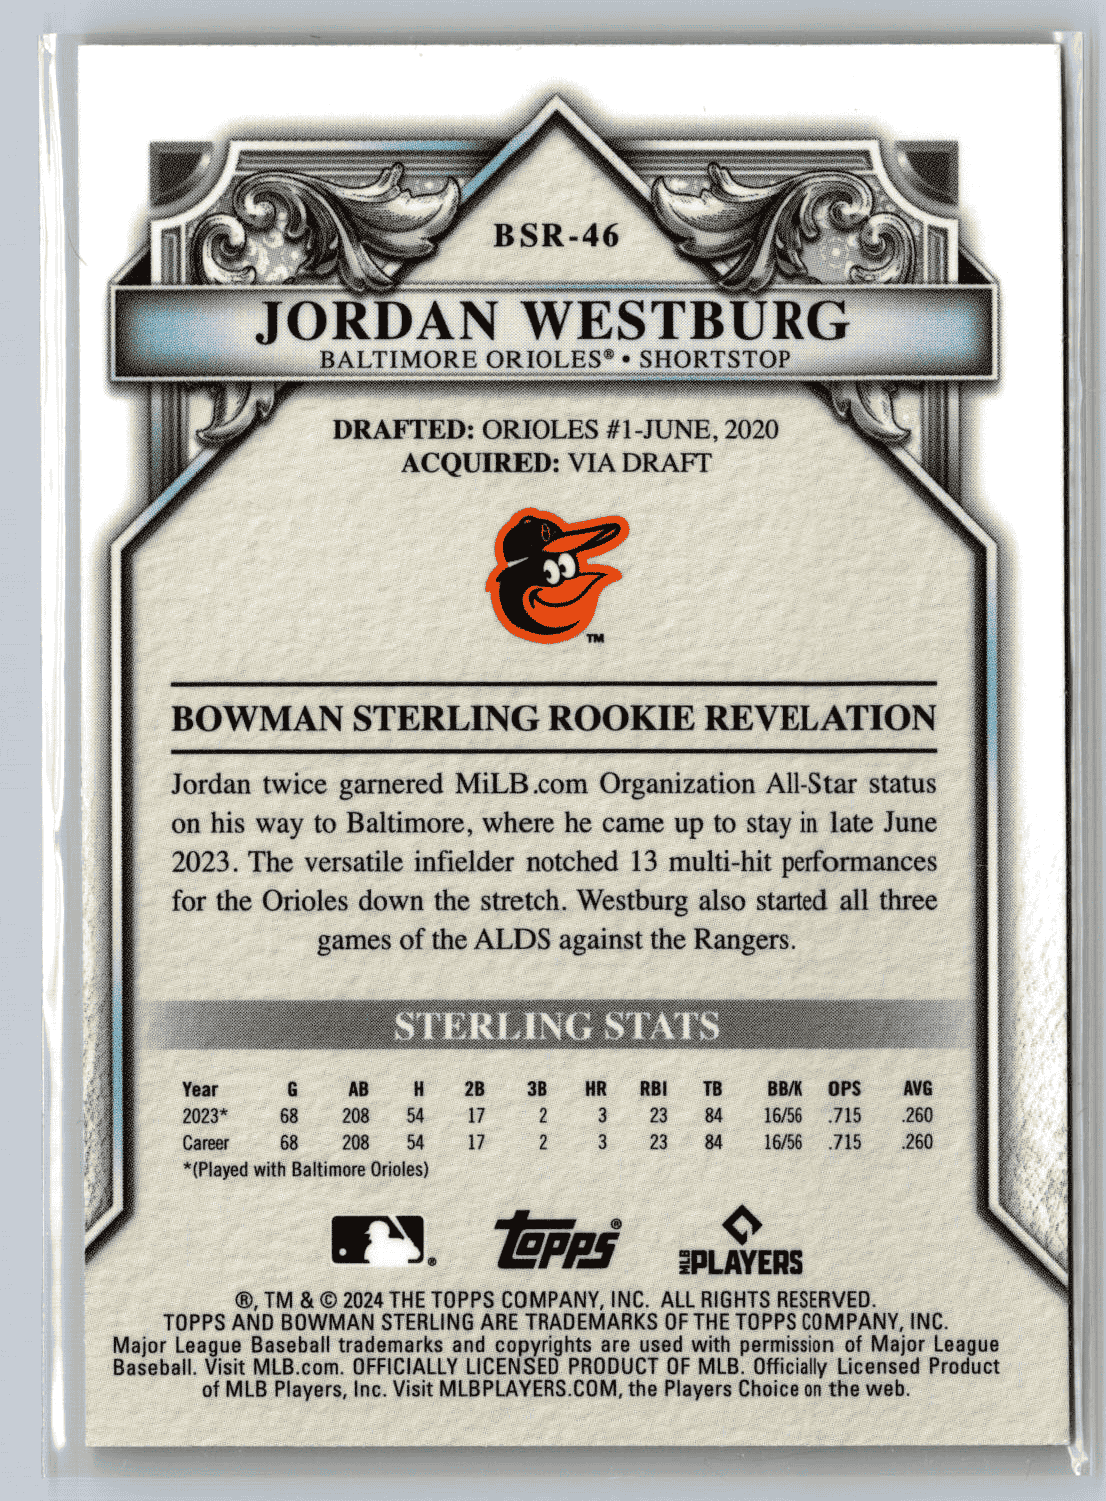 BSR-46
JORDAN WESTBURG
BALTIMORE ORIOLES® • SHORTSTOP
DRAFTED: ORIOLES #1-JUNE, 2020
ACQUIRED: VIA DRAFT
TM
BOWMAN STERLING ROOKIE REVELATION
Jordan twice garnered MiLB.com Organization All-Star status
on his way to Baltimore, where he came up to stay in late June
2023. The versatile infielder notched 13 multi-hit performances
for the Orioles down the stretch. Westburg also started all three
games of the ALDS against the Rangers.
STERLING STATS
Year G AB H 2B 3B HR RBI TB BB/K OPS AVG
2023* 68 208 54 17 2 3 23 84 16/56 .715 .260
Career 68 208 54 17 2 3 23 84 16/56 .715 .260
*(Played with Baltimore Orioles)
® Topps® MLB PLAYERS
®, TM & © 2024 THE TOPPS COMPANY, INC. ALL RIGHTS RESERVED.
TOPPS AND BOWMAN STERLING ARE TRADEMARKS OF THE TOPPS COMPANY, INC.
Major League Baseball trademarks and copyrights are used with permission of Major League
Baseball. Visit MLB.com. OFFICIALLY LICENSED PRODUCT OF MLB. Officially Licensed Product
of MLB Players, Inc. Visit MLBPLAYERS.COM, the Players Choice on the web.